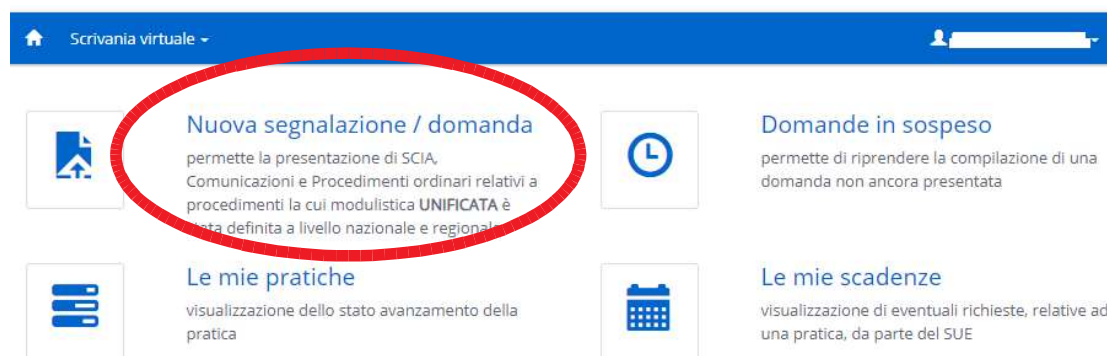 Scrivania virtuale
Nuova segnalazione / domanda
permette la presentazione di SCIA,
Comunicazioni e Procedimenti ordinari relativi a
procedimenti la cui modulistica UNIFICATA è
stata definita a livello nazionale e regionale
Domande in sospeso
permette di riprendere la compilazione di una
domanda non ancora presentata
Le mie pratiche
visualizzazione dello stato avanzamento della
pratica
Le mie scadenze
visualizzazione di eventuali richieste, relative ad
una pratica, da parte del SUE